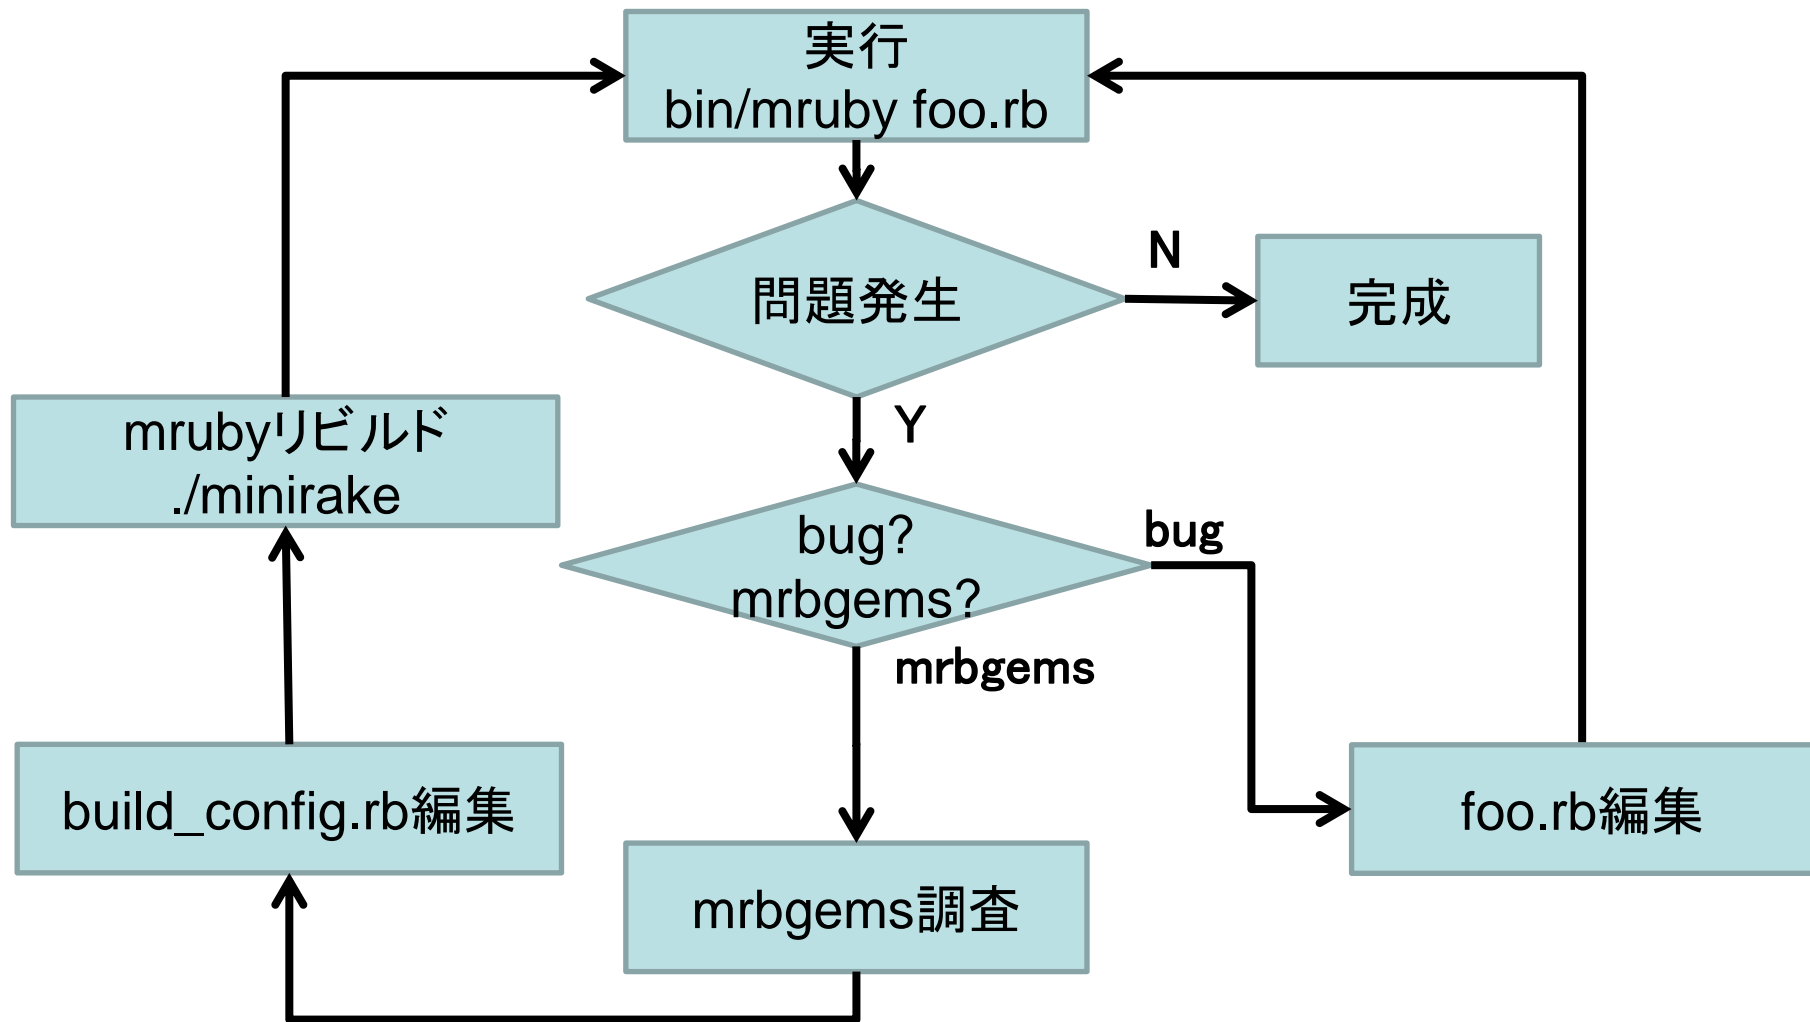 実行
bin/mruby foo.rb
問題発生
N
完成
Y
mrubyリビルド
./minirake
bug?
mrbgems?
bug
mrbgems
build_config.rb編集
foo.rb編集
mrbgems調査